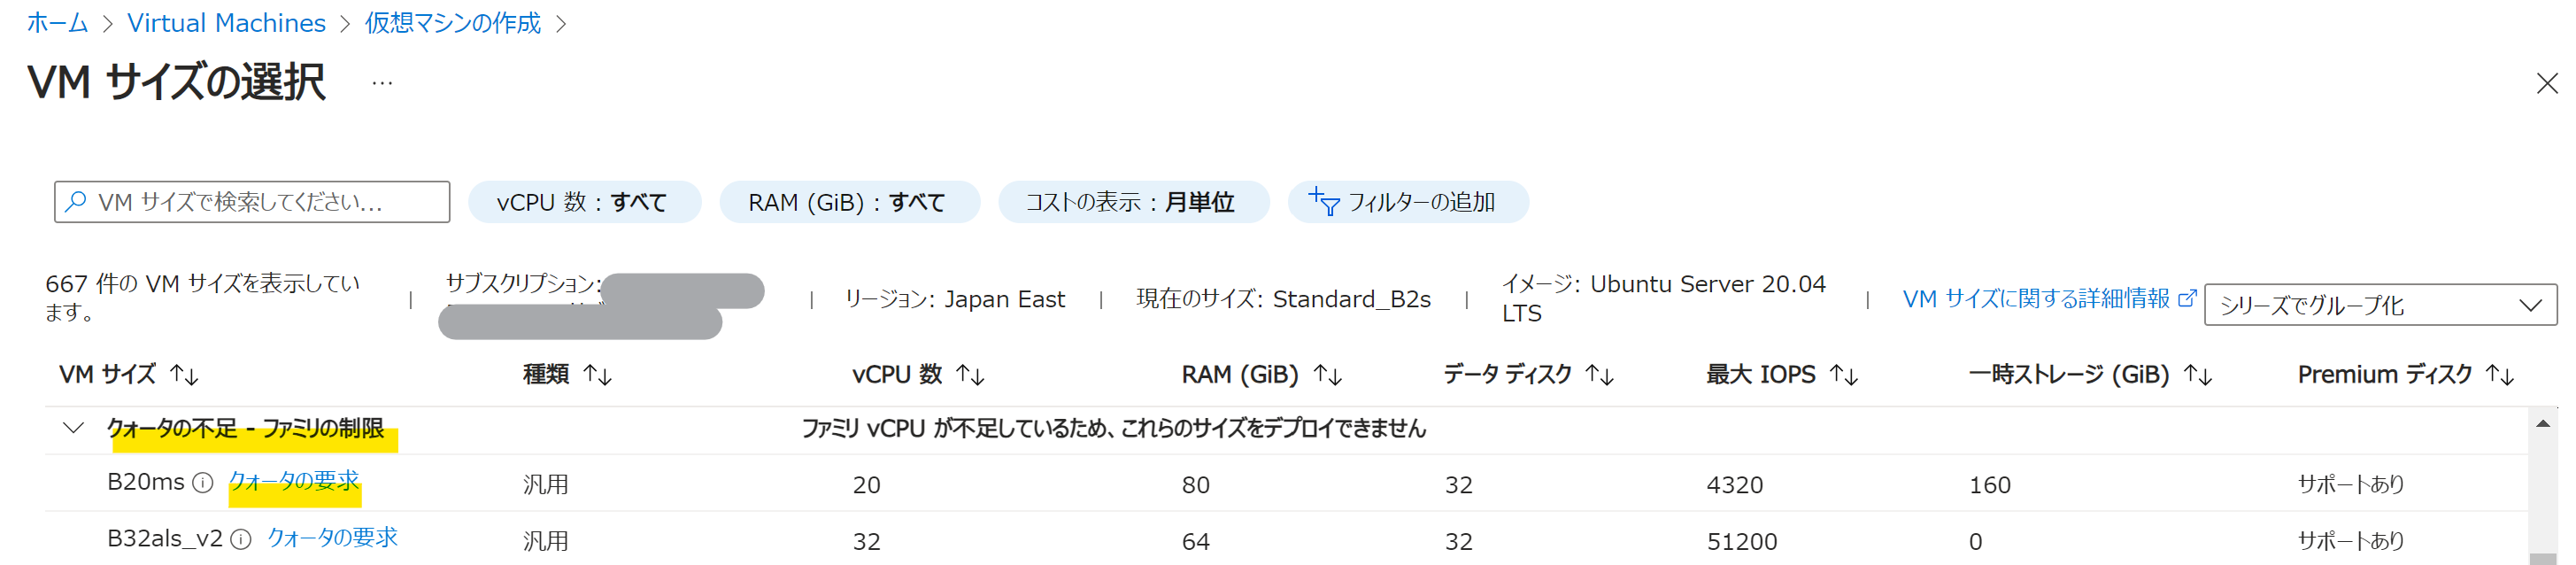 ホーム > Virtual Machines > 仮想マシンの作成 >
VM サイズの選択 ...
VM サイズで検索してください...
vCPU 数 : すべて
RAM (GiB) : すべて
コストの表示 : 月単位
フィルターの追加
667 件の VM サイズを表示してい
ます。
サブスクリプション:
リージョン: Japan East
現在のサイズ: Standard_B2s
イメージ: Ubuntu Server 20.04
LTS
VM サイズに関する詳細情報
シリーズでグループ化
VM サイズ ↑↓ 種類 ↑↓ vCPU 数 ↑↓ RAM (GiB) ↑↓ データ ディスク ↑↓ 最大 IOPS ↑↓ 一時ストレージ (GiB) ↑↓ Premium ディスク ↑↓
クォータの不足 - ファミリの制限 ファミリ vCPU が不足しているため、これらのサイズをデプロイできません
B20ms クォータの要求 汎用 20 80 32 4320 160 サポートあり
B32als_v2 クォータの要求 汎用 32 64 32 51200 0 サポートあり